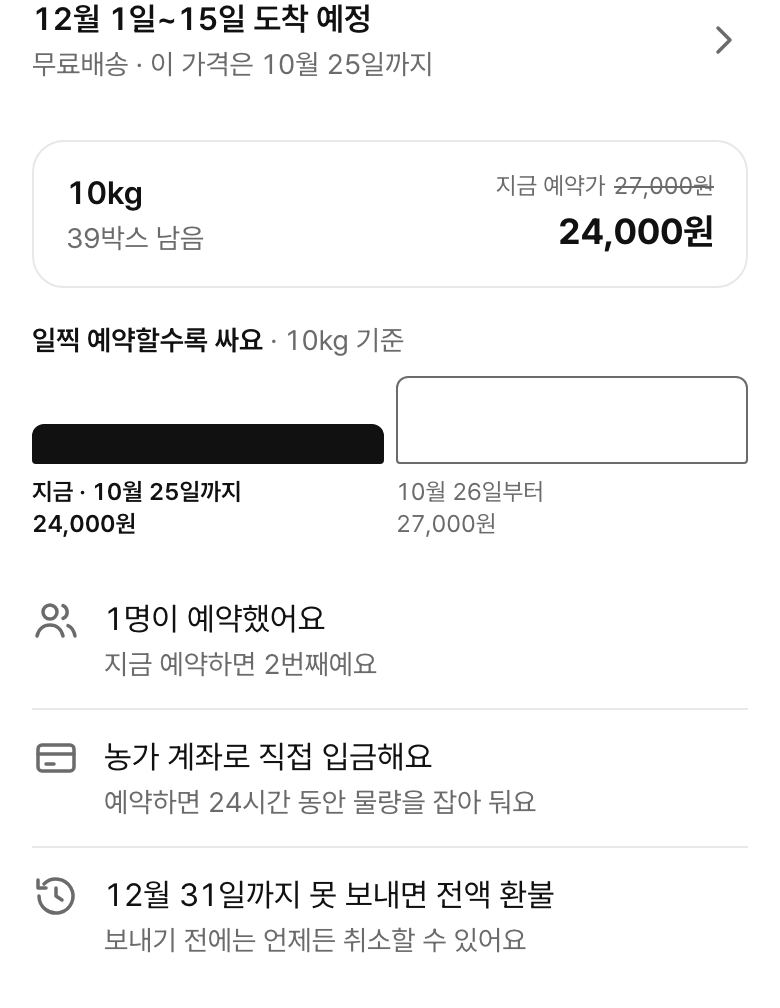 12월 1일~15일 도착 예정
무료배송 · 이 가격은 10월 25일까지
10kg
39박스 남음
지금 예약가 27,000원
24,000원
일찍 예약할수록 싸요 · 10kg 기준
지금 · 10월 25일까지
24,000원
10월 26일부터
27,000원
1명이 예약했어요
지금 예약하면 2번째예요
농가 계좌로 직접 입금해요
예약하면 24시간 동안 물량을 잡아 둬요
12월 31일까지 못 보내면 전액 환불
보내기 전에는 언제든 취소할 수 있어요